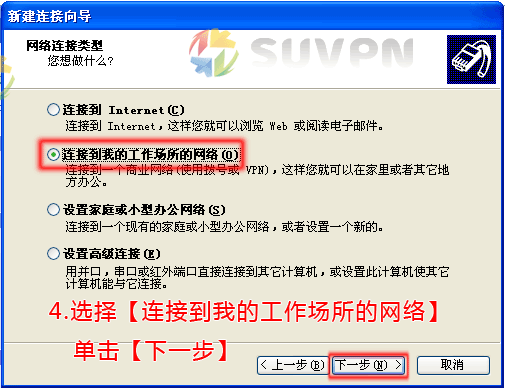 新建连接向导
网络连接类型
您想做什么?
SUVPN
连接到 Internet(C)
连接到 Internet,这样您就可以浏览 Web 或阅读电子邮件。
连接到我的工作场所的网络(O)
连接到一个商业网络(使用拨号或 VPN),这样您就可以在家里或者其它地
方办公。
设置家庭或小型办公网络(S)
连接到一个现有的家庭或小型办公网络,或者设置一个新的。
设置高级连接(E)
用并口,串口或红外端口直接连接到其它计算机,或设置此计算机使其它
计算机能与它连接。
4.选择【连接到我的工作场所的网络】
单击【下一步】
< 上一步(B) 下一步(N) > 取消